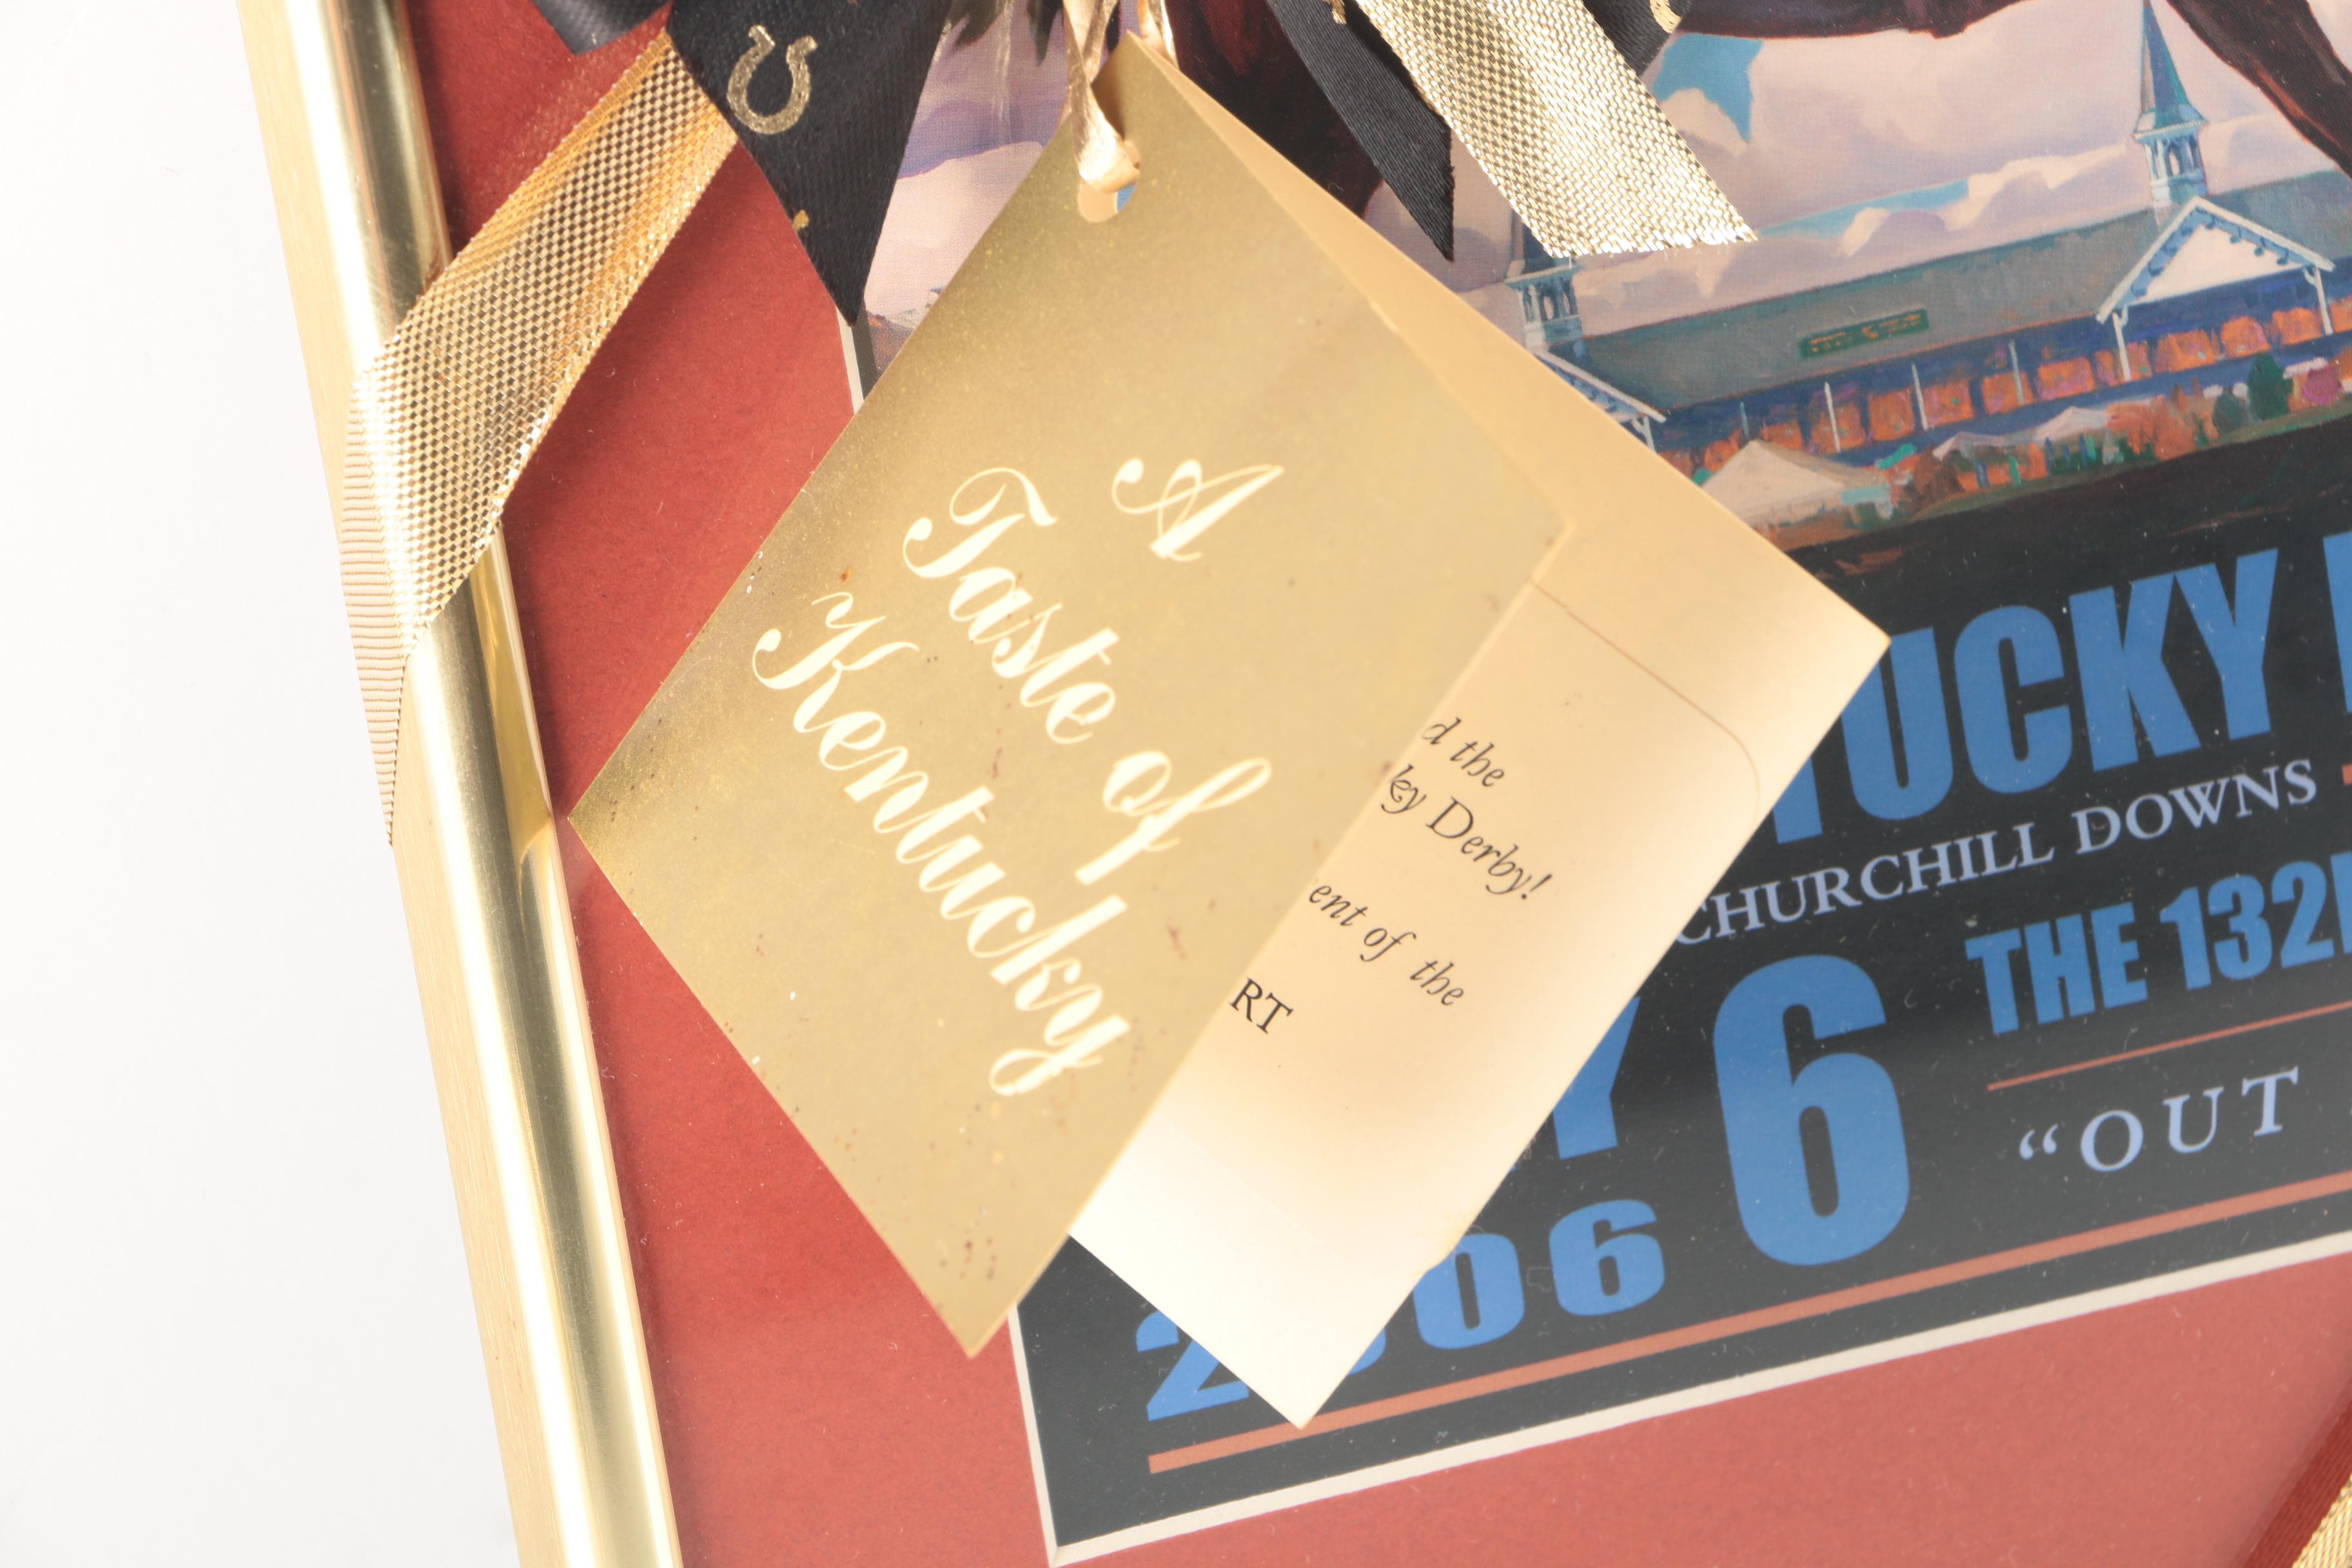 A
Taste of
Kentucky
d the
ky Derby!
ent of the
RT
TUCKY
CHURCHILL DOWNS
Y 6
THE 132
"OUT
2006